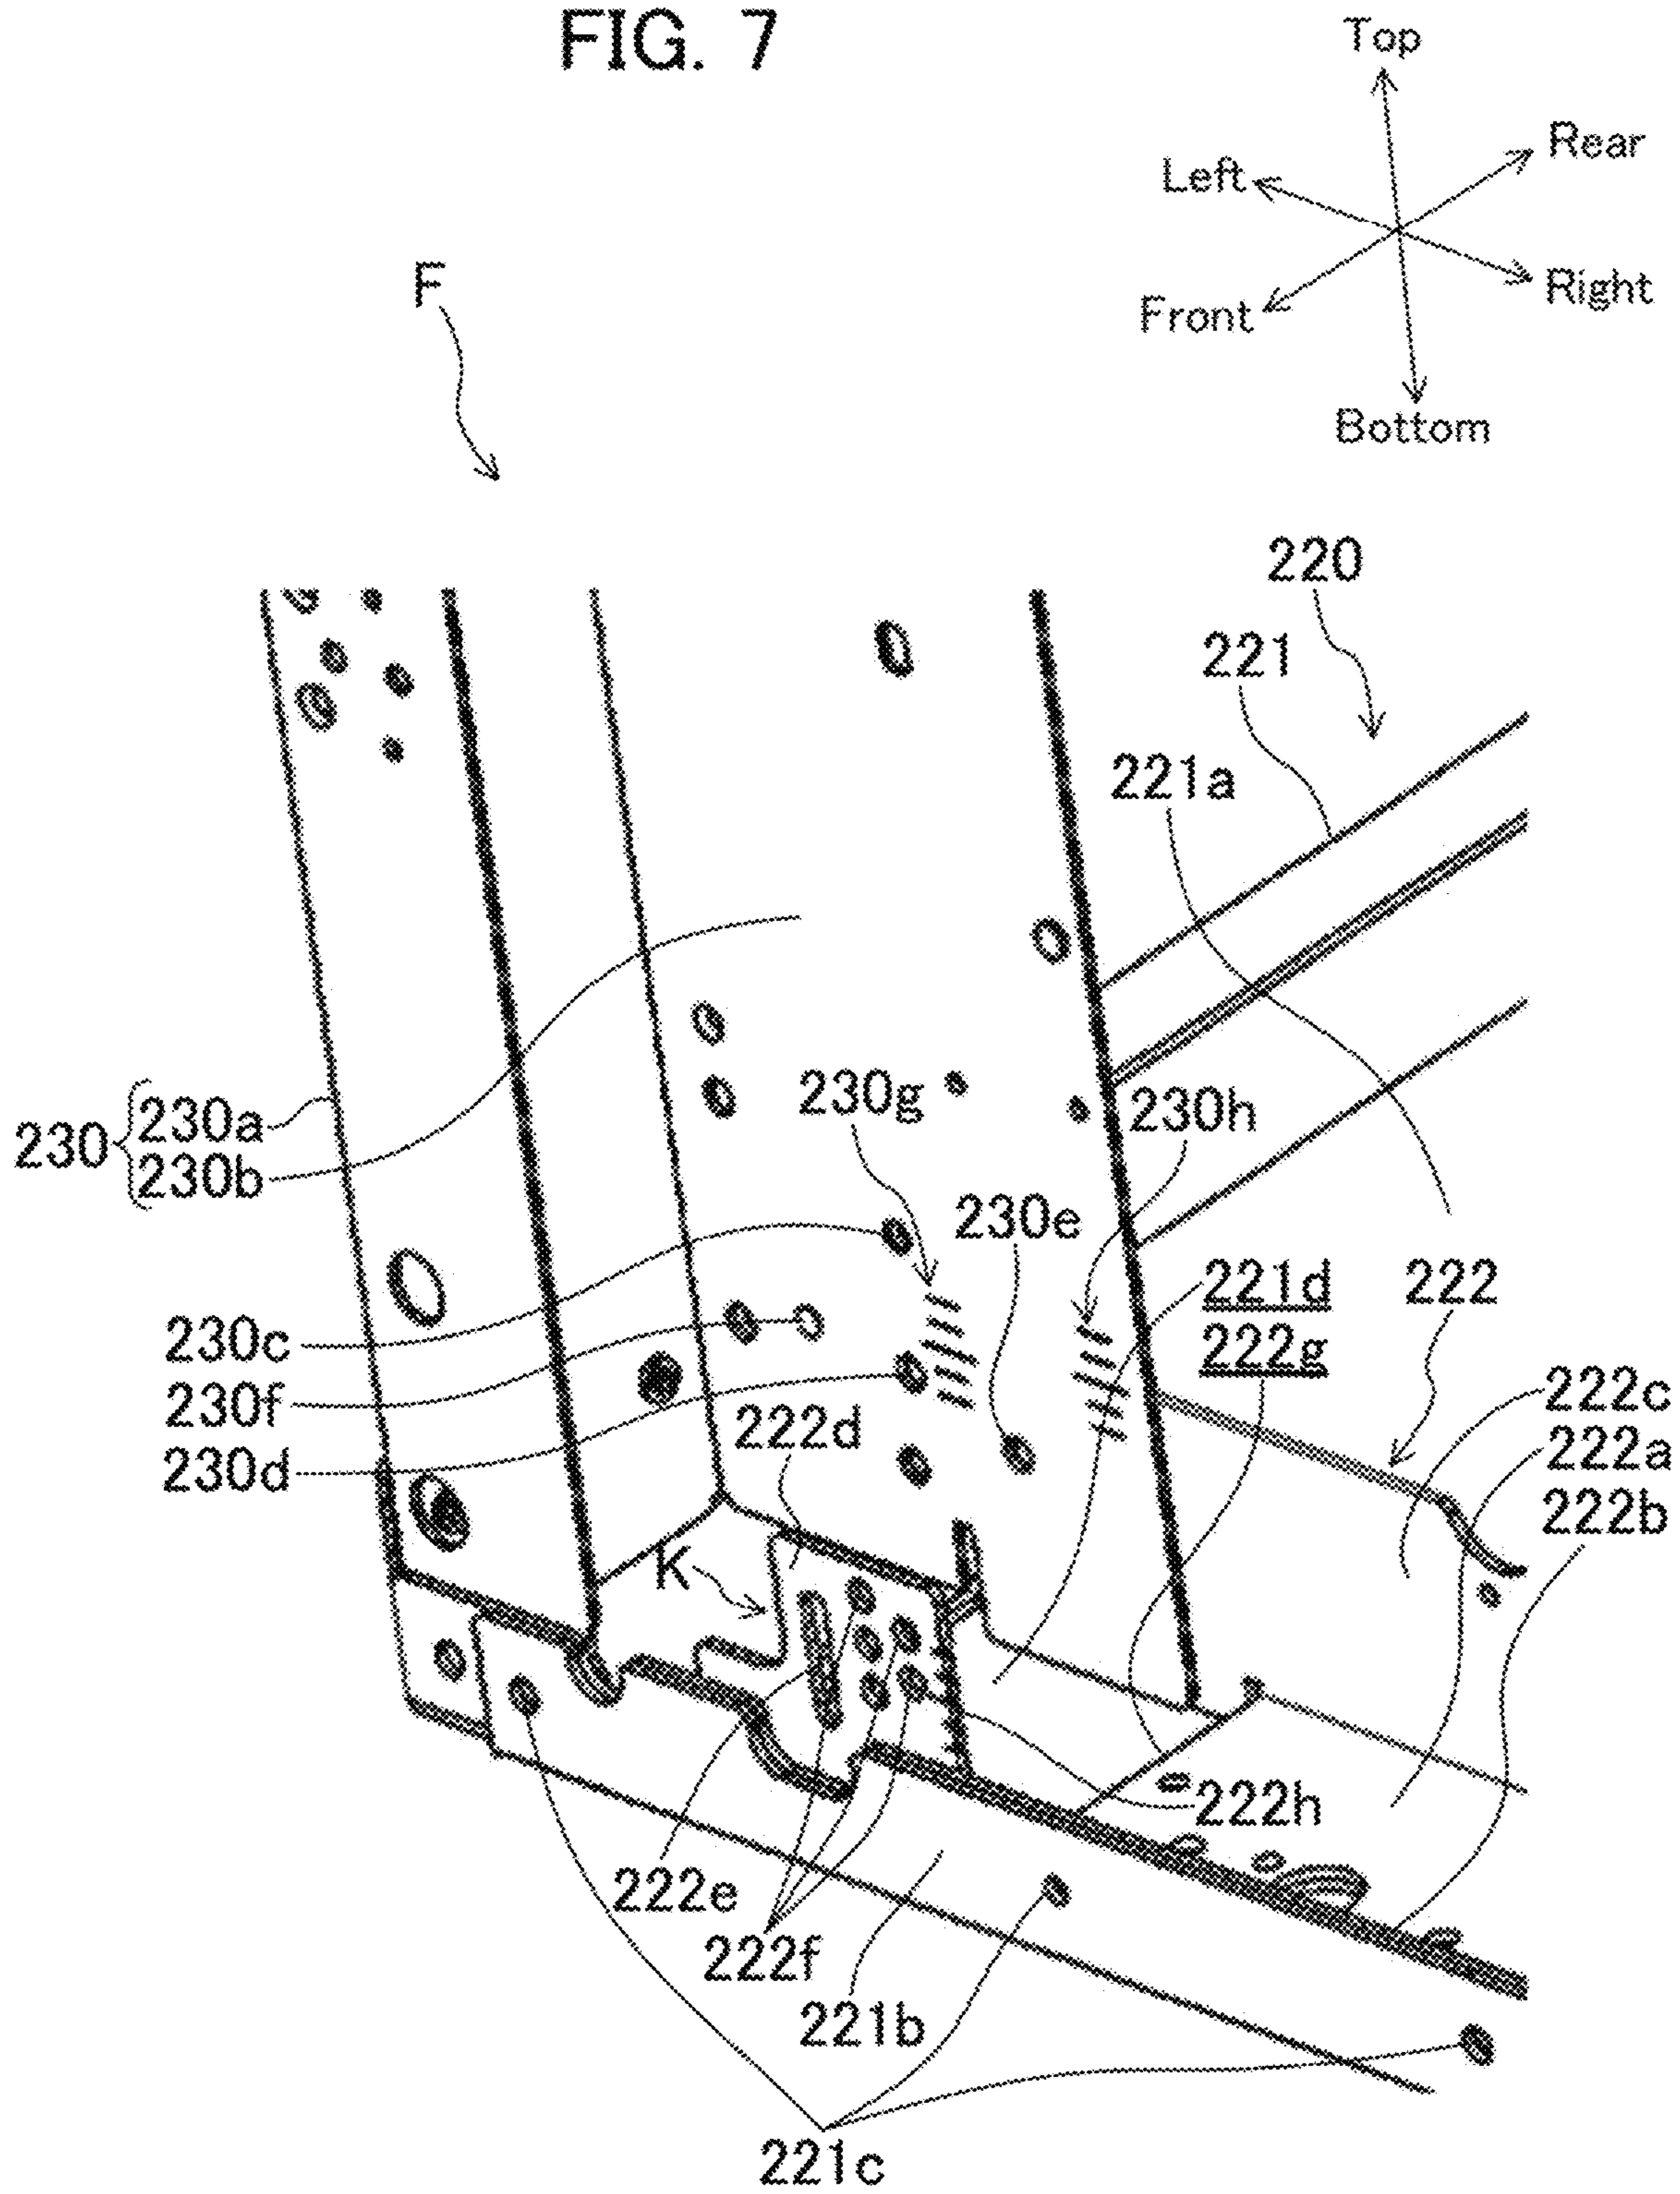 FIG. 7
Top
Rear
Left
Right
Front
Bottom
F
220
221
221a
230g
230h
230
230a
230b
230e
221d
222
222g
230c
222c
230f
222d
222a
230d
222b
K
222h
222e
222f
221b
221c